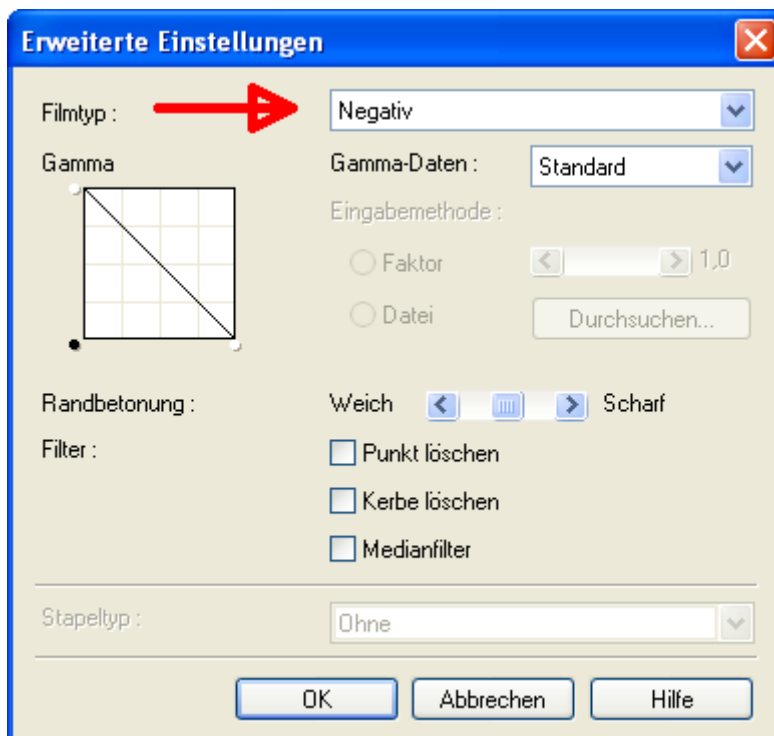 Erweiterte Einstellungen
Filmtyp : Negativ
Gamma Gamma-Daten : Standard
Eingabemethode :
Faktor 1,0
Datei Durchsuchen...
Randbetonung : Weich Scharf
Filter : Punkt löschen
Kerbe löschen
Medianfilter
Stapeltyp : Ohne
OK Abbrechen Hilfe